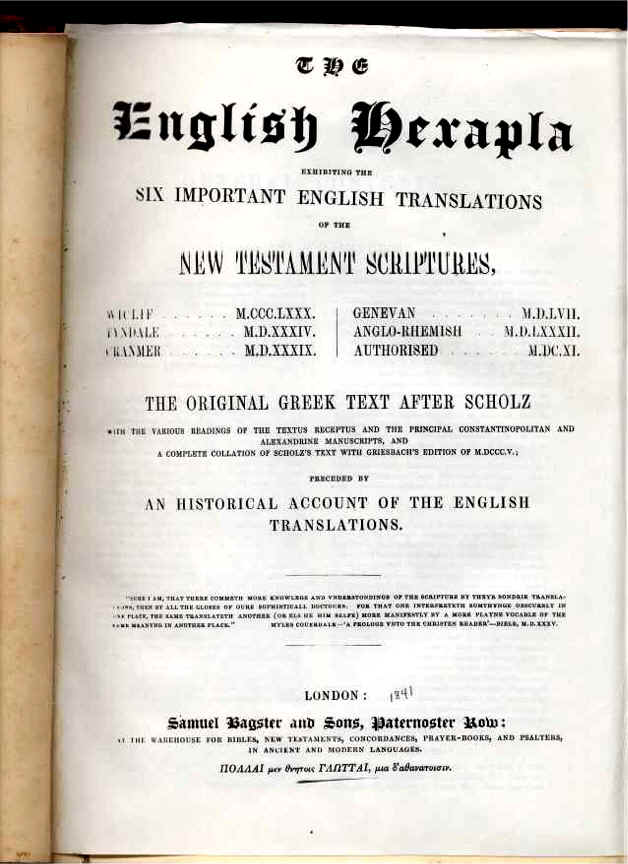 THE
English Hexapla
EXHIBITING THE
SIX IMPORTANT ENGLISH TRANSLATIONS
OF THE
NEW TESTAMENT SCRIPTURES,
WICLIF . . . . . . M.CCC.LXXX.
TYNDALE . . . . . . M.D.XXXIV.
CRANMER . . . . . . M.D.XXXIX.
GENEVAN . . . . . . . M.D.LVII.
ANGLO-RHEMISH . . M.D.LXXXII.
AUTHORISED . . . . . . M.DC.XI.
THE ORIGINAL GREEK TEXT AFTER SCHOLZ
WITH THE VARIOUS READINGS OF THE TEXTUS RECEPTUS AND THE PRINCIPAL CONSTANTINOPOLITAN AND
ALEXANDRINE MANUSCRIPTS, AND
A COMPLETE COLLATION OF SCHOLZ'S TEXT WITH GRIESBACH'S EDITION OF M.DCCC.V.;
PRECEDED BY
AN HISTORICAL ACCOUNT OF THE ENGLISH
TRANSLATIONS.
"SURE I AM, THAT THERE COMMETH MORE KNOWLEGE AND VNDERSTONDINGE OF THE SCRIPTURE BY THEYR SONDRIE TRANSLA-
CIONS, THEN BY ALL THE GLOSES OF OURE SOPHISTICALL DOCTOURS. FOR THAT ONE INTERPRETETH SUMTHYNGE OBSCURELY IN
ONE PLACE, THE SAME TRANSLATETH ANOTHER (OR ELS HE HIM SELFE) MORE MANIFESTLY BY A MORE PLAYNE VOCABLE OF THE
SAME MEANYNG IN ANOTHER PLACE." MYLES COUERDALE—'A PROLOGE VNTO THE CHRISTEN READER'—BIBLE, M.D.XXXV.
LONDON: 1841
Samuel Bagster and Sons, Paternoster Row:
AT THE WAREHOUSE FOR BIBLES, NEW TESTAMENTS, CONCORDANCES, PRAYER-BOOKS, AND PSALTERS,
IN ANCIENT AND MODERN LANGUAGES.
ΠΟΛΛΑΙ μεν θνητοις ΓΛΩΤΤΑΙ, μια δ'αθανατοισιν.